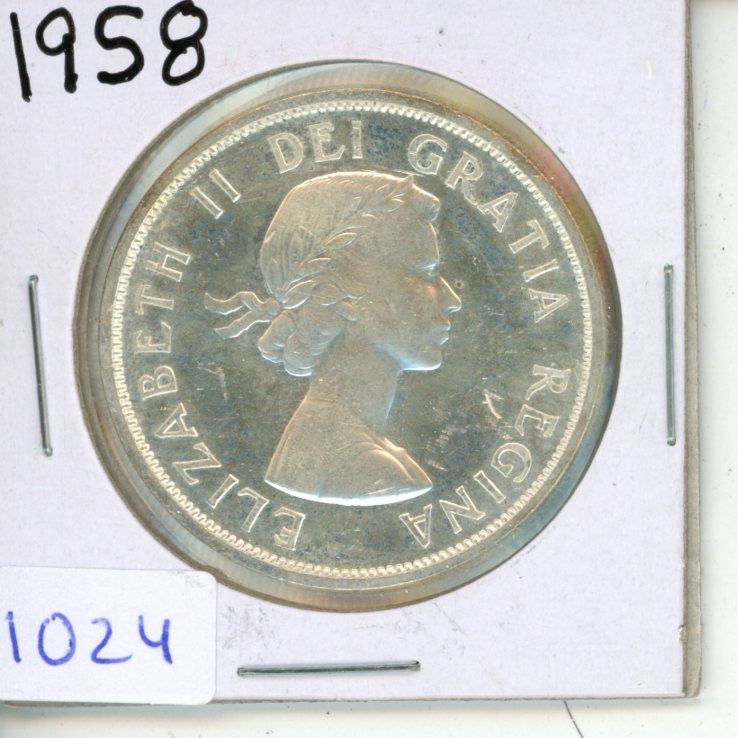 1958
ELIZABETH II DEI GRATIA REGINA
1024